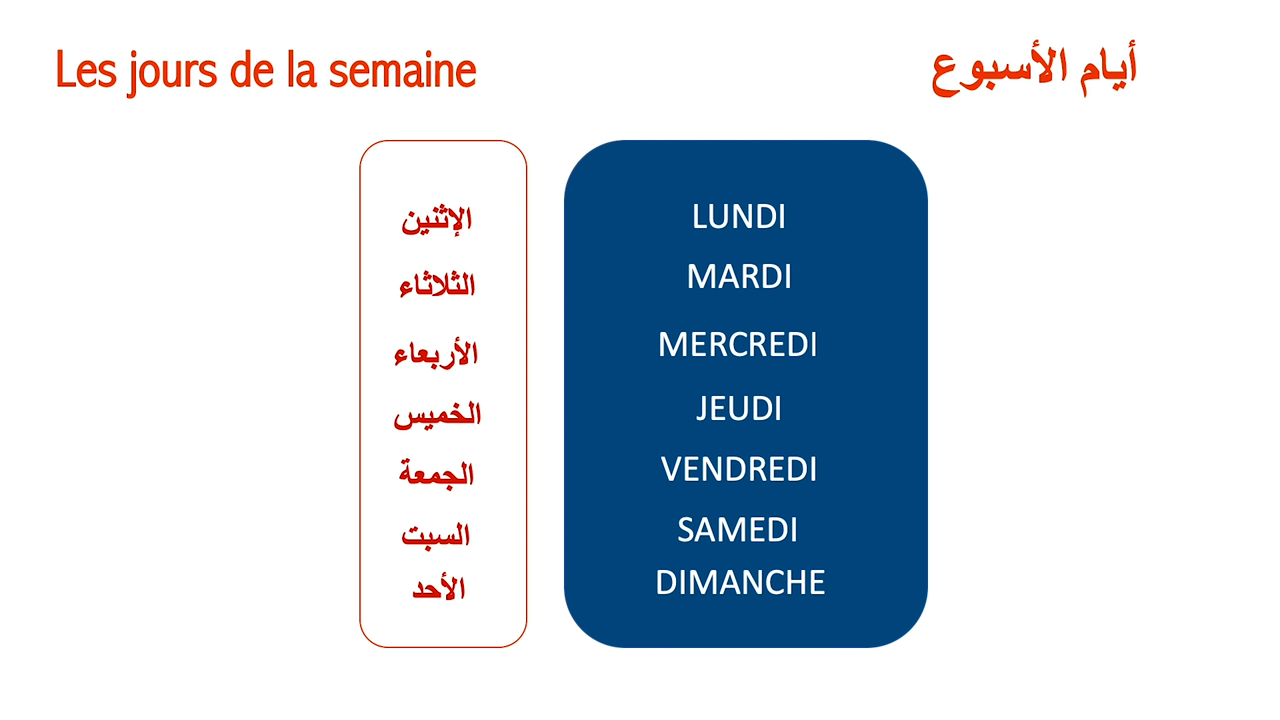 Les jours de la semaine
أيام الأسبوع
الإثنين
الثلاثاء
الأربعاء
الخميس
الجمعة
السبت
الأحد
LUNDI
MARDI
MERCREDI
JEUDI
VENDREDI
SAMEDI
DIMANCHE